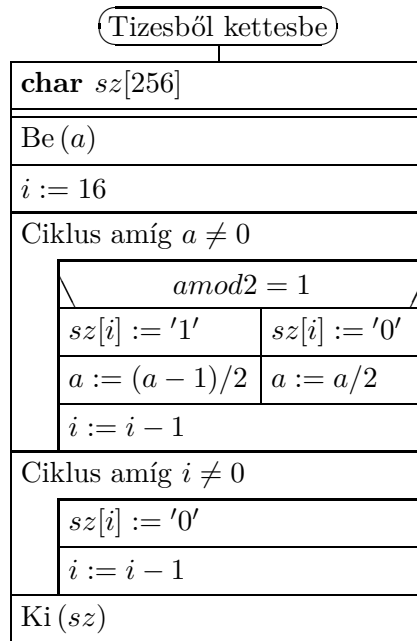 Tizesből kettesbe
char sz[256]
Be (a)
i := 16
Ciklus amíg a ≠ 0
amod2 = 1
sz[i] := ′1′ sz[i] := ′0′
a := (a − 1)/2 a := a/2
i := i − 1
Ciklus amíg i ≠ 0
sz[i] := ′0′
i := i − 1
Ki (sz)